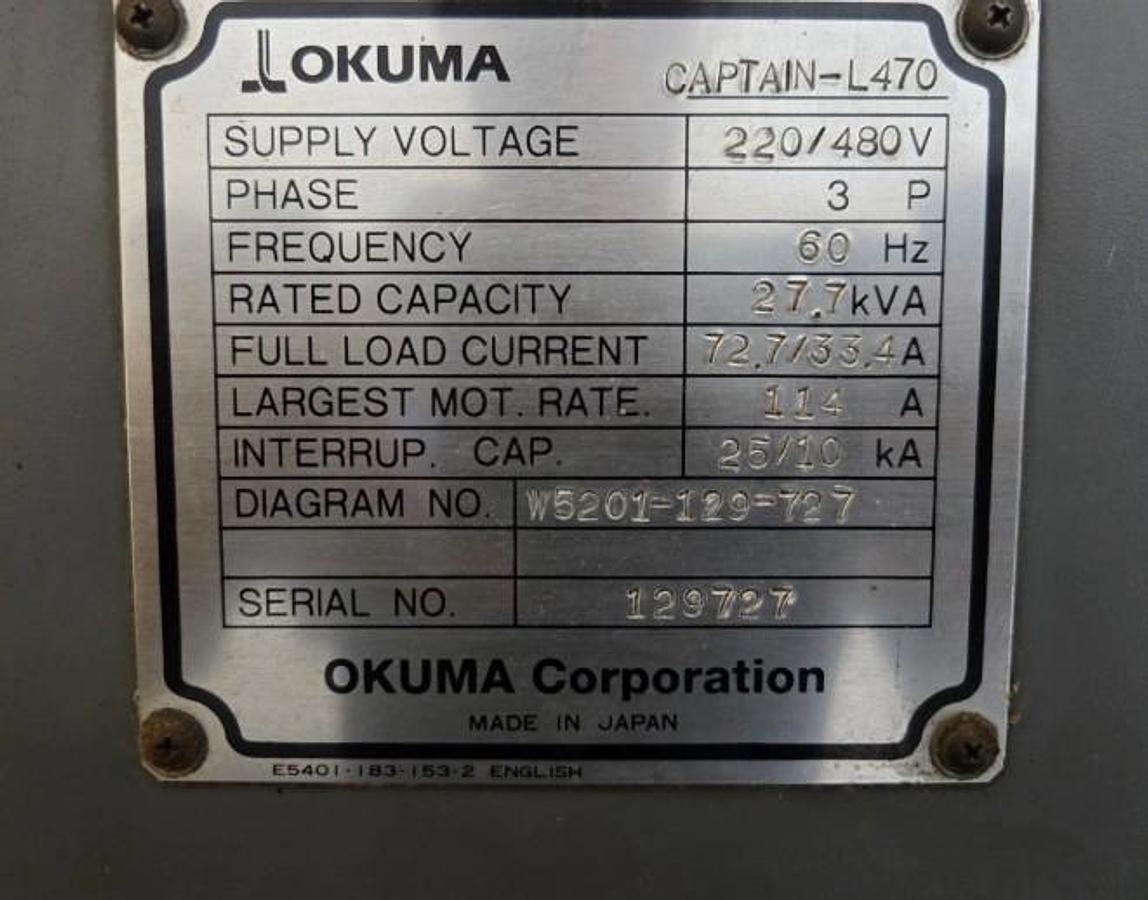 OKUMA CAPTAIN-L470
SUPPLY VOLTAGE 220/480V
PHASE 3 P
FREQUENCY 60 Hz
RATED CAPACITY 27.7kVA
FULL LOAD CURRENT 72.7/33.4A
LARGEST MOT. RATE. 114 A
INTERRUP. CAP. 25/10 kA
DIAGRAM NO. W5201-129-727
SERIAL NO. 129727
OKUMA Corporation
MADE IN JAPAN
E5401-183-153-2 ENGLISH